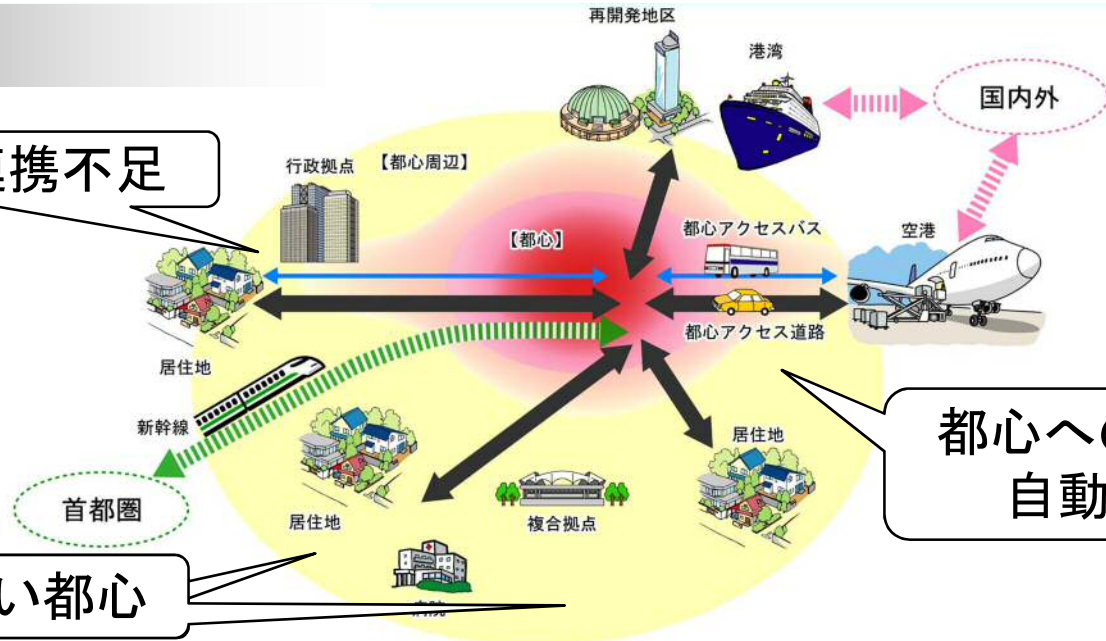 再開発地区
港湾
国内外
連携不足
行政拠点
【都心周辺】
【都心】
都心アクセスバス
空港
都心アクセス道路
居住地
新幹線
首都圏
居住地
複合拠点
居住地
都心への
自動
い都心
病院